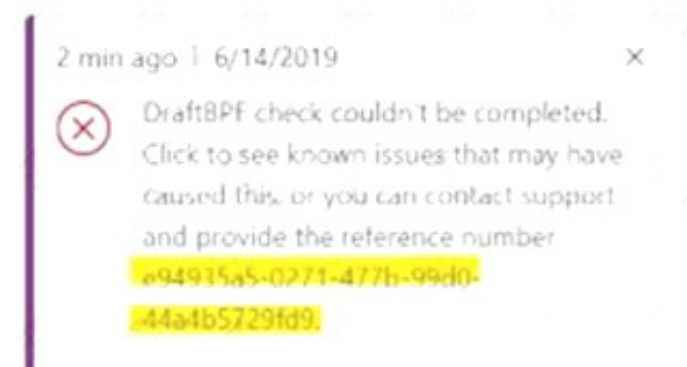 2 min ago | 6/14/2019
DraftBPF check couldn't be completed.
Click to see known issues that may have
caused this, or you can contact support
and provide the reference number
e94935a5-0271-477b-99d0-
44a4b5729fd9.